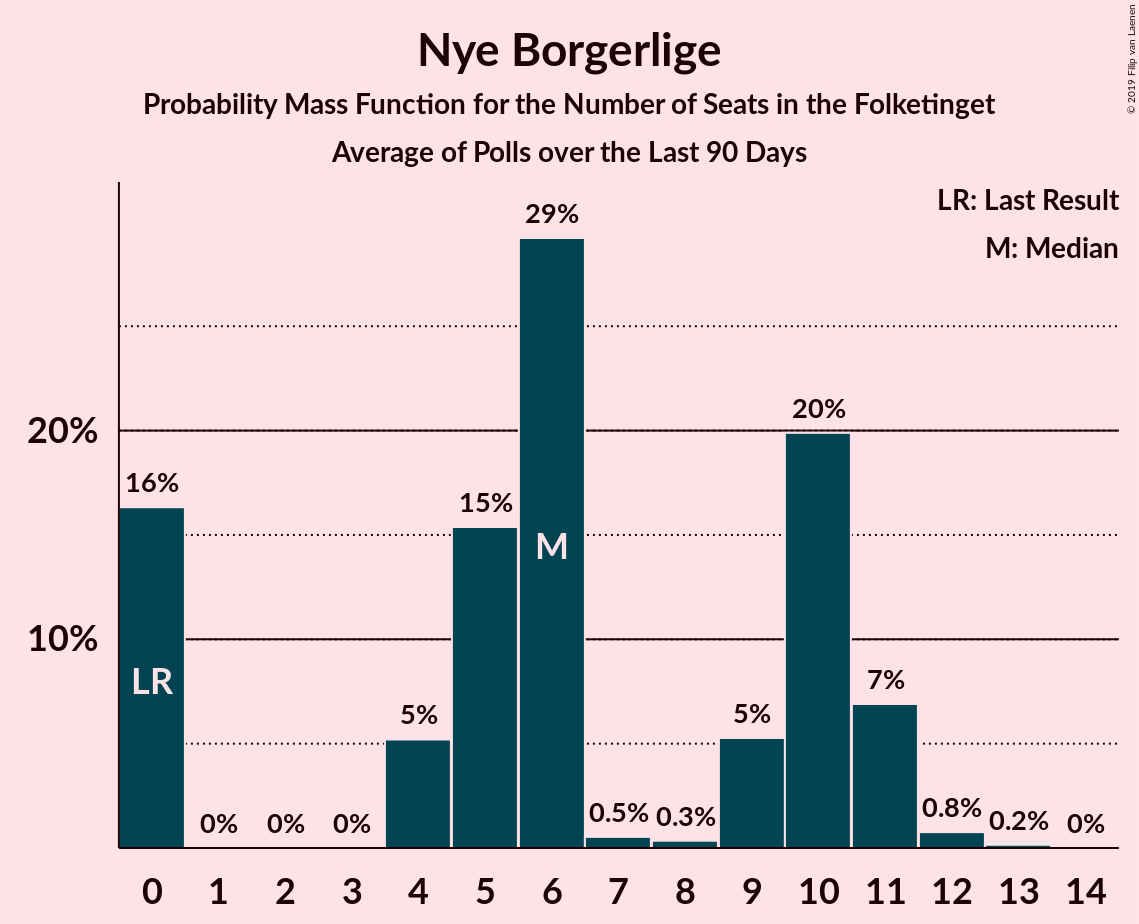 Nye Borgerlige
Probability Mass Function for the Number of Seats in the Folketinget
Average of Polls over the Last 90 Days
© 2019 Filip van Laenen
LR: Last Result
M: Median
20%
10%
16%
0%
0%
0%
5%
15%
29%
0.5%
0.3%
5%
20%
7%
0.8%
0.2%
0%
LR
M
0 1 2 3 4 5 6 7 8 9 10 11 12 13 14